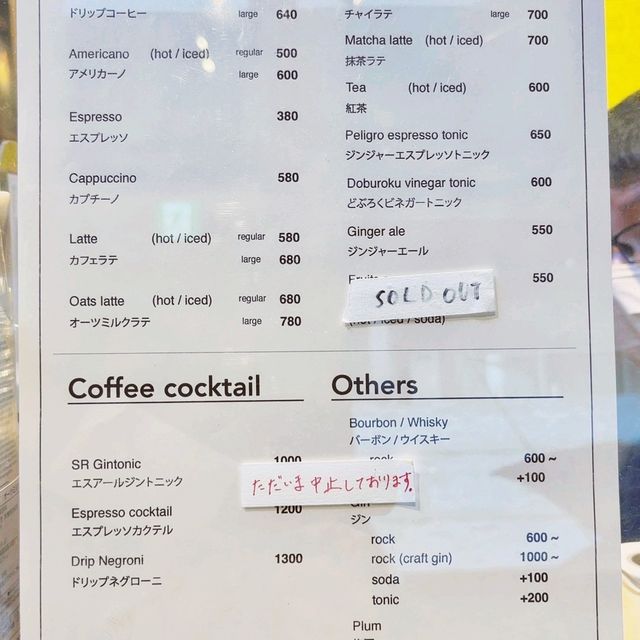 ドリップコーヒー large 640
Americano (hot / iced) regular 500
アメリカーノ large 600
Espresso 380
エスプレッソ
Cappuccino 580
カプチーノ
Latte (hot / iced) regular 580
カフェラテ large 680
Oats latte (hot / iced) regular 680
オーツミルクラテ large 780
チャイラテ large 700
Matcha latte (hot / iced) 700
抹茶ラテ
Tea (hot / iced) 600
紅茶
Peligro espresso tonic 650
ジンジャーエスプレッソトニック
Doburoku vinegar tonic 600
どぶろくビネガートニック
Ginger ale 550
ジンジャーエール
Fruits 550
SOLD OUT
(hot / iced / soda)
Coffee cocktail
SR Gintonic 1000
エスアールジントニック
Espresso cocktail 1200
エスプレッソカクテル
Drip Negroni 1300
ドリップネグローニ
ただいま中止しております。
Others
Bourbon / Whisky
バーボン / ウイスキー
rock 600 ~
+100
Gin
ジン
rock 600 ~
rock (craft gin) 1000 ~
soda +100
tonic +200
Plum